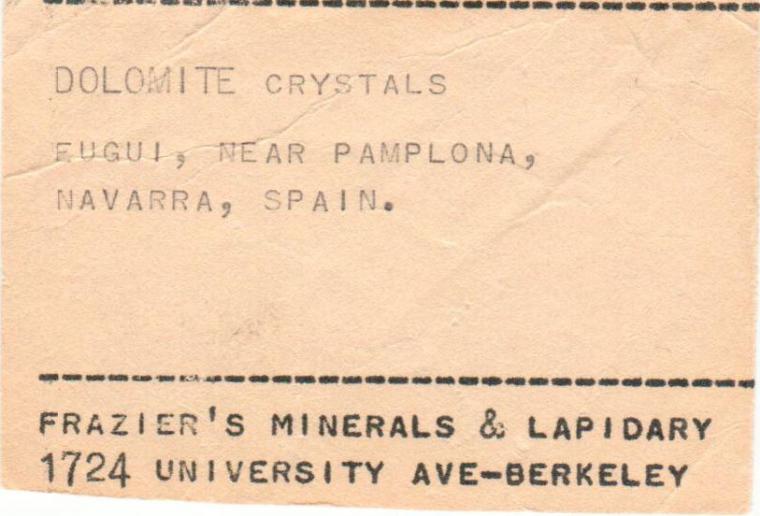 DOLOMITE CRYSTALS
EUGUI, NEAR PAMPLONA,
NAVARRA, SPAIN.
FRAZIER'S MINERALS & LAPIDARY
1724 UNIVERSITY AVE-BERKELEY